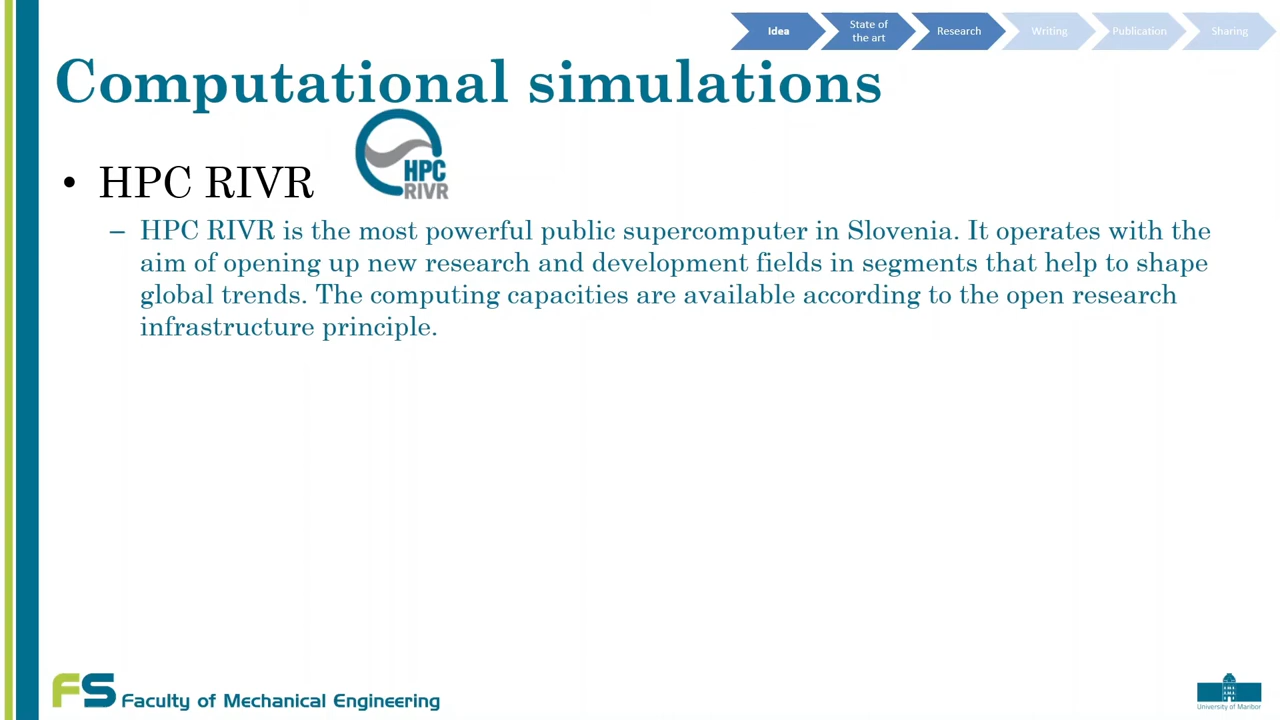 Idea
State of
the art
Research
Writing
Publication
Sharing
Computational simulations
• HPC RIVR
HPC
RIVR
– HPC RIVR is the most powerful public supercomputer in Slovenia. It operates with the
aim of opening up new research and development fields in segments that help to shape
global trends. The computing capacities are available according to the open research
infrastructure principle.
FS Faculty of Mechanical Engineering
University of Maribor